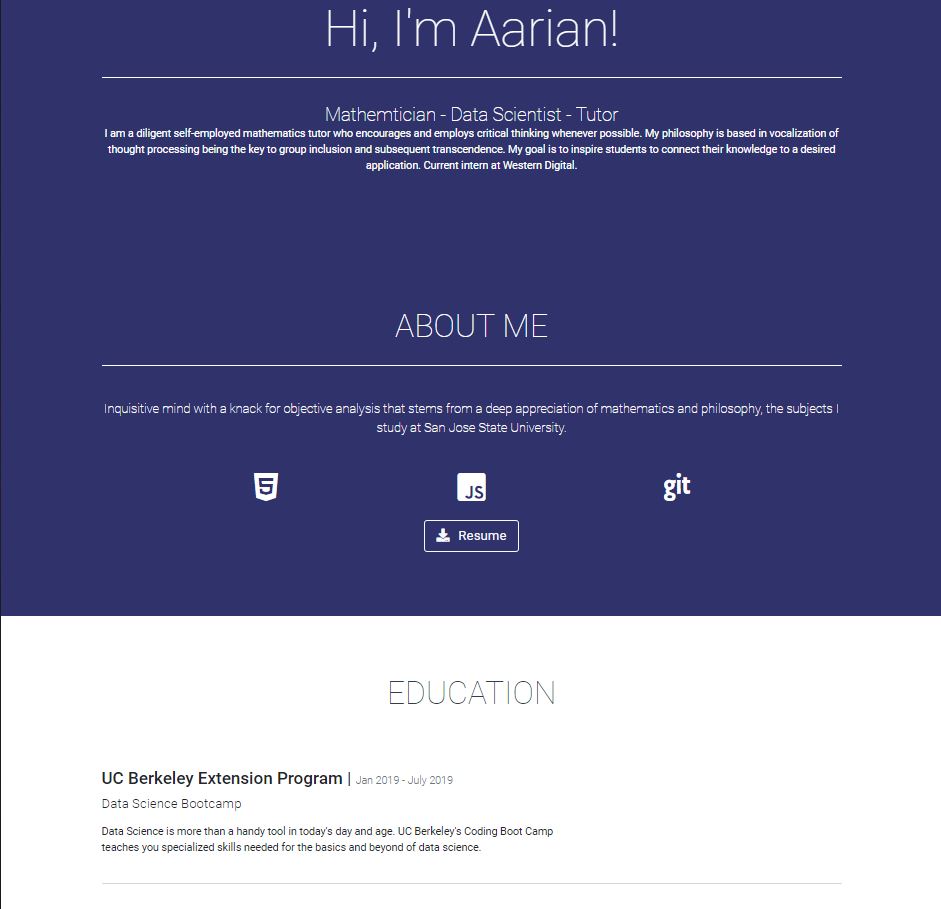 Hi, I'm Aarian!
Mathemtician - Data Scientist - Tutor
I am a diligent self-employed mathematics tutor who encourages and employs critical thinking whenever possible. My philosophy is based in vocalization of
thought processing being the key to group inclusion and subsequent transcendence. My goal is to inspire students to connect their knowledge to a desired
application. Current intern at Western Digital.
ABOUT ME
Inquisitive mind with a knack for objective analysis that stems from a deep appreciation of mathematics and philosophy, the subjects I
study at San Jose State University.
5 JS git
Resume
EDUCATION
UC Berkeley Extension Program | Jan 2019 - July 2019
Data Science Bootcamp
Data Science is more than a handy tool in today's day and age. UC Berkeley's Coding Boot Camp
teaches you specialized skills needed for the basics and beyond of data science.